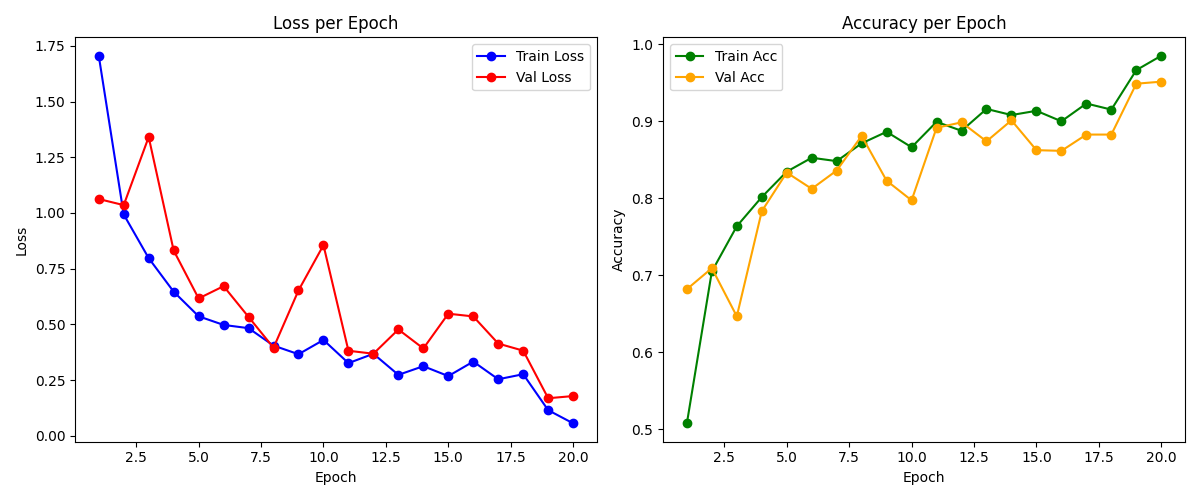 Loss per Epoch
1.75
1.50
1.25
1.00
0.75
0.50
0.25
0.00
Loss
2.5 5.0 7.5 10.0 12.5 15.0 17.5 20.0
Epoch
Train Loss
Val Loss
Accuracy per Epoch
1.0
0.9
0.8
0.7
0.6
0.5
Accuracy
2.5 5.0 7.5 10.0 12.5 15.0 17.5 20.0
Epoch
Train Acc
Val Acc